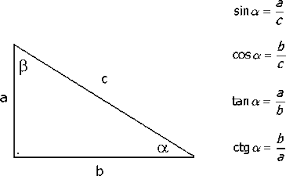 sin α = a/c
β
c
cos α = b/c
a
tan α = a/b
α
ctg α = b/a
b